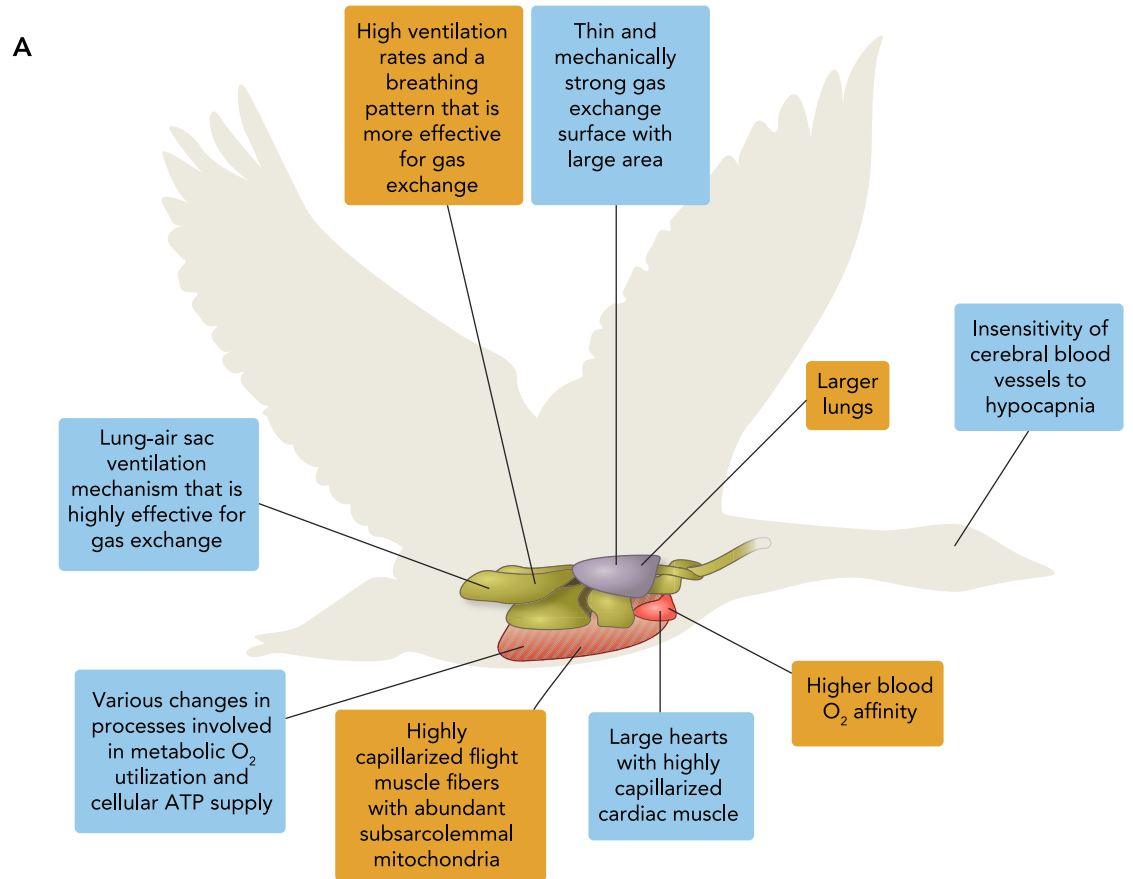 A
High ventilation
rates and a
breathing
pattern that is
more effective
for gas
exchange
Thin and
mechanically
strong gas
exchange
surface with
large area
Insensitivity of
cerebral blood
vessels to
hypocapnia
Larger
lungs
Lung-air sac
ventilation
mechanism that is
highly effective for
gas exchange
Various changes in
processes involved
in metabolic O₂
utilization and
cellular ATP supply
Highly
capillarized flight
muscle fibers
with abundant
subsarcolemmal
mitochondria
Large hearts
with highly
capillarized
cardiac muscle
Higher blood
O₂ affinity